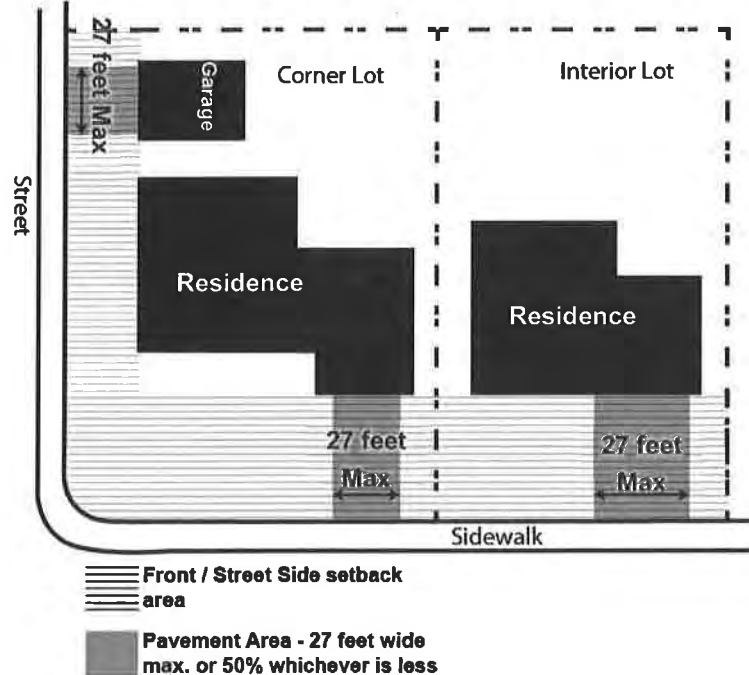 27 feet Max
Garage
Corner Lot
Interior Lot
Street
Residence
Residence
27 feet
Max
27 feet
Max
Sidewalk
Front / Street Side setback
area
Pavement Area - 27 feet wide
max. or 50% whichever is less